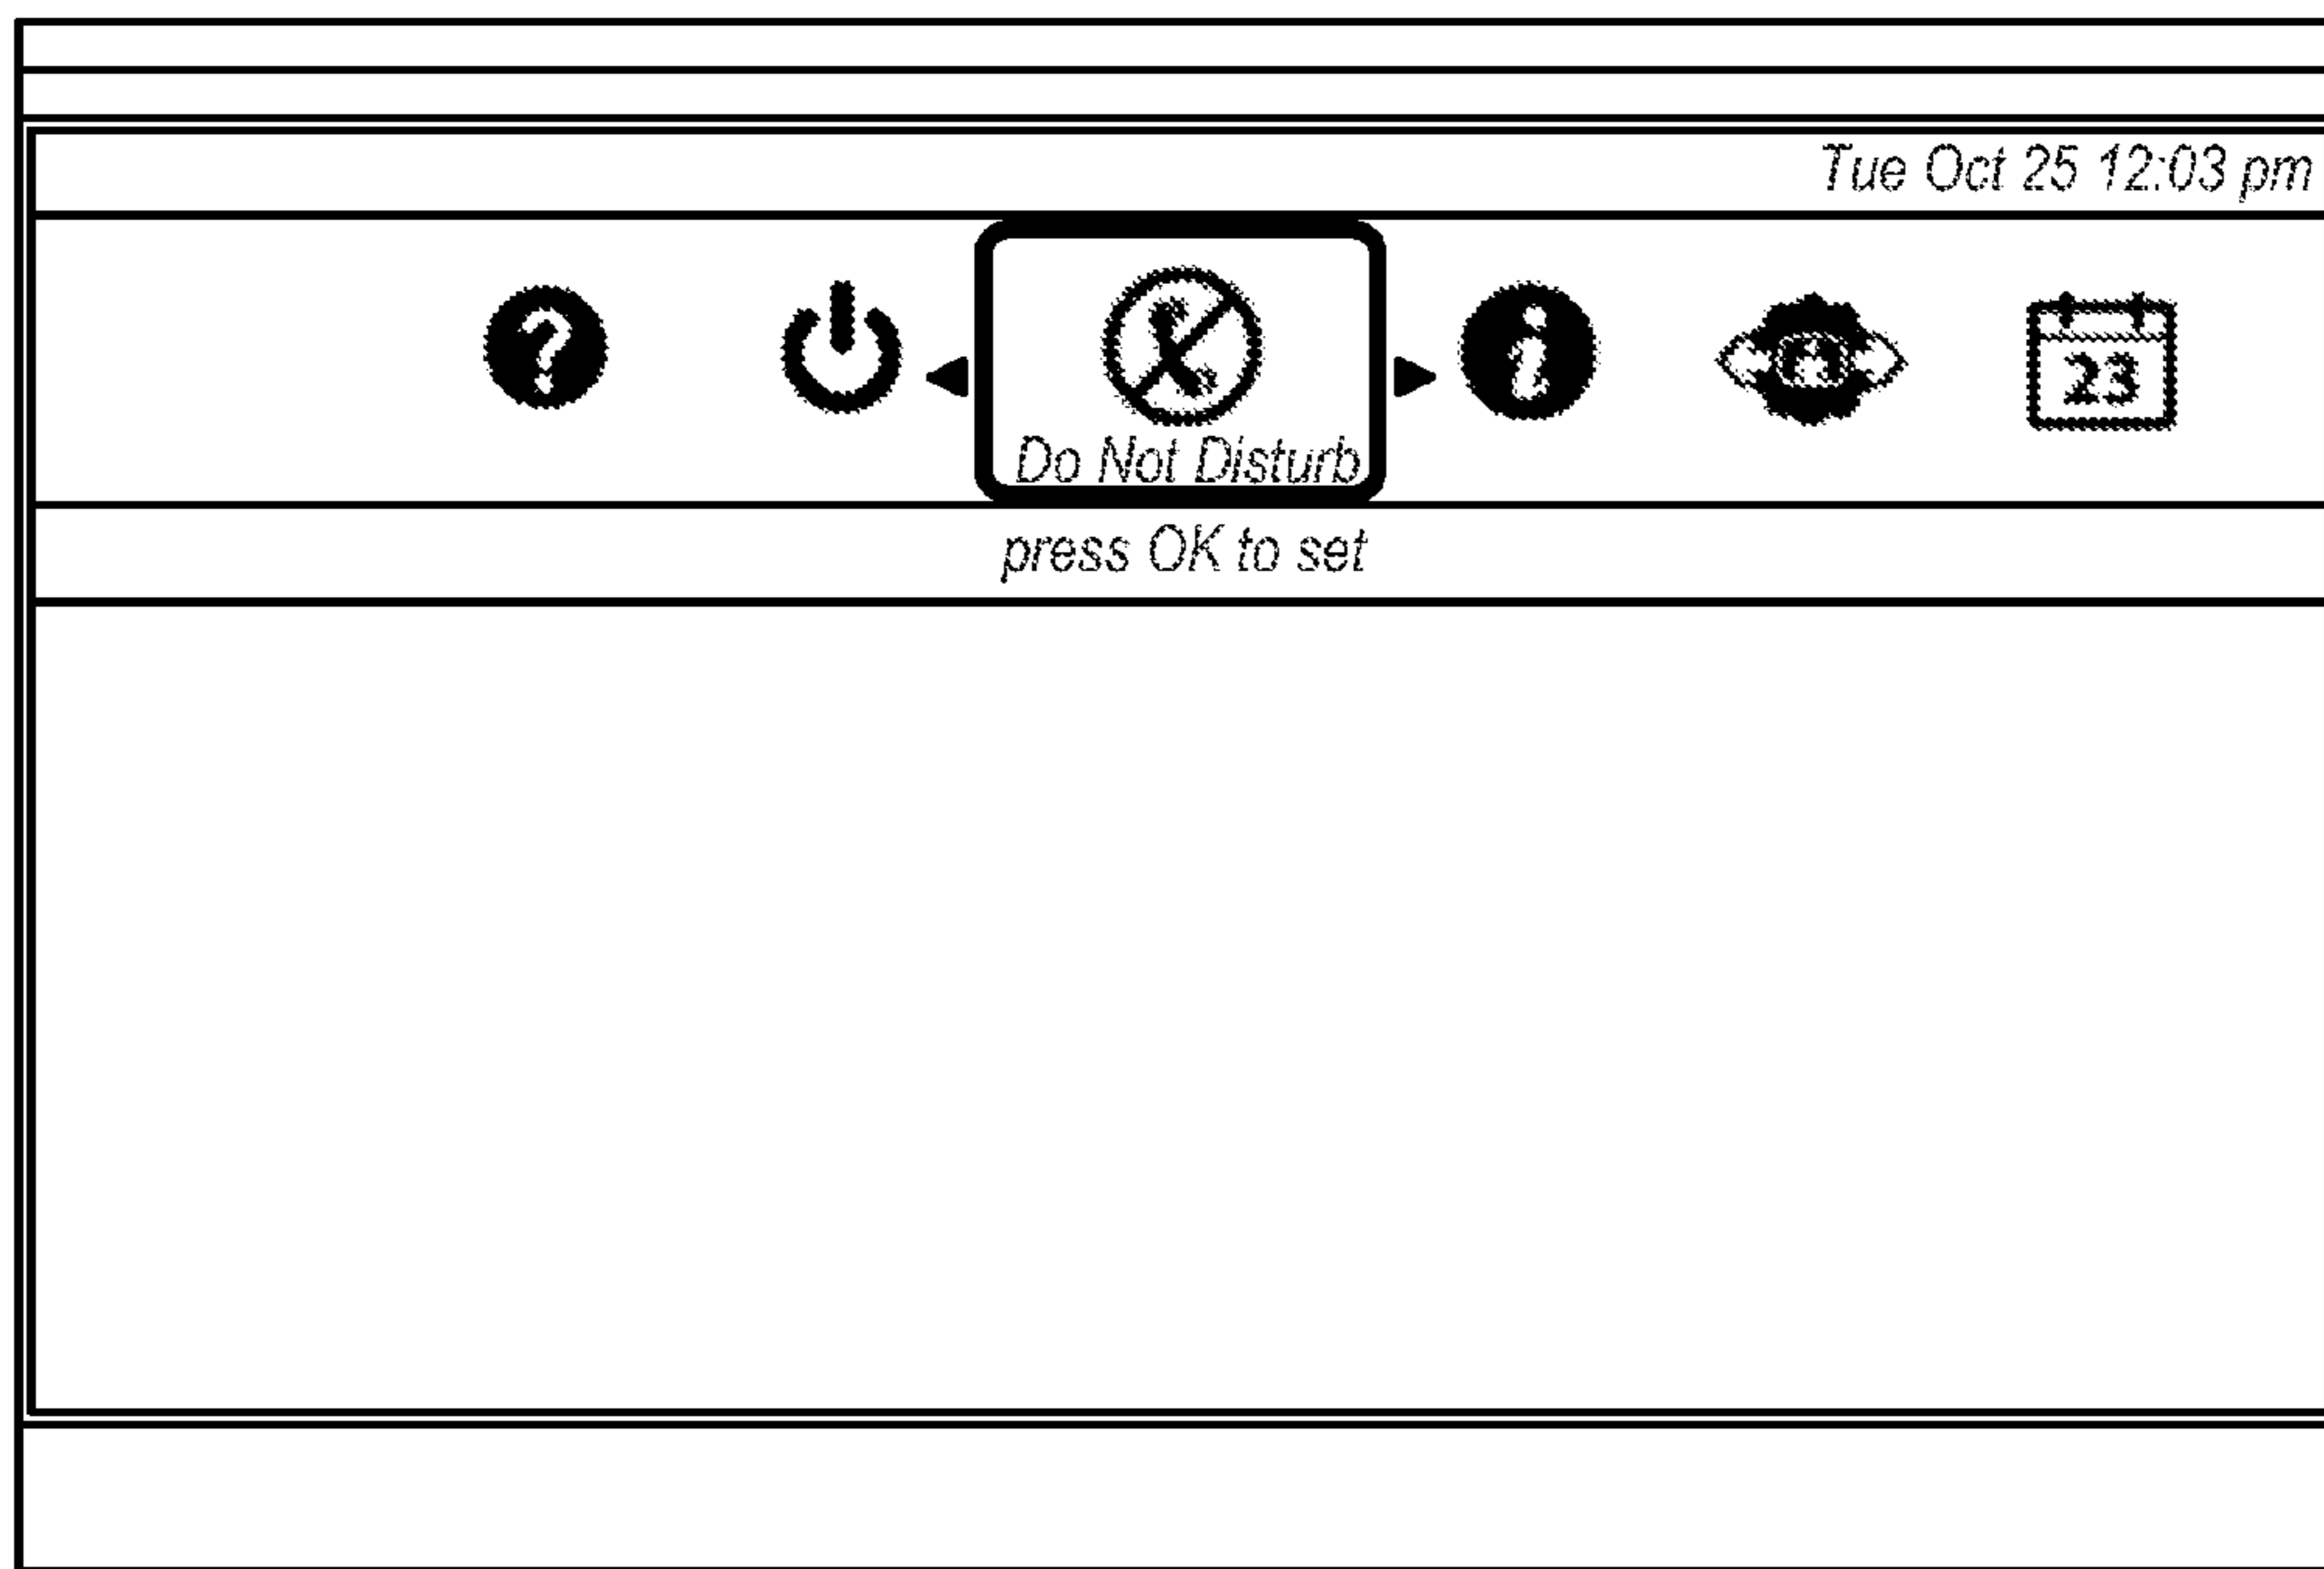 Tue Oct 25 12:03 pm
?
i
23
Do Not Disturb
press OK to set